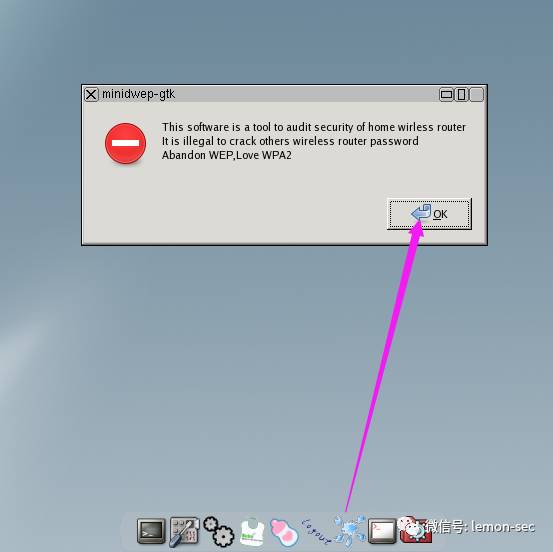 minidwep-gtk
This software is a tool to audit security of home wirless router
It is illegal to crack others wireless router password
Abandon WEP,Love WPA2
OK
logout
微信号: lemon-sec